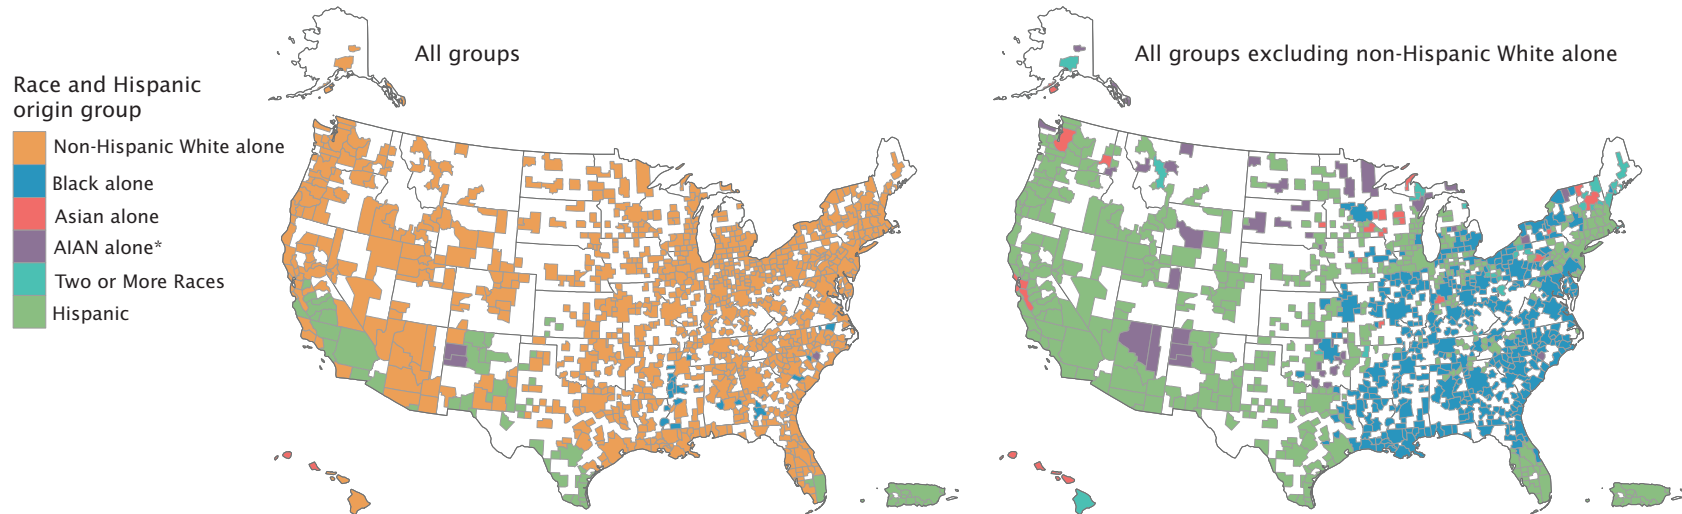 All groups
All groups excluding non-Hispanic White alone
Race and Hispanic
origin group
Non-Hispanic White alone
Black alone
Asian alone
AIAN alone*
Two or More Races
Hispanic